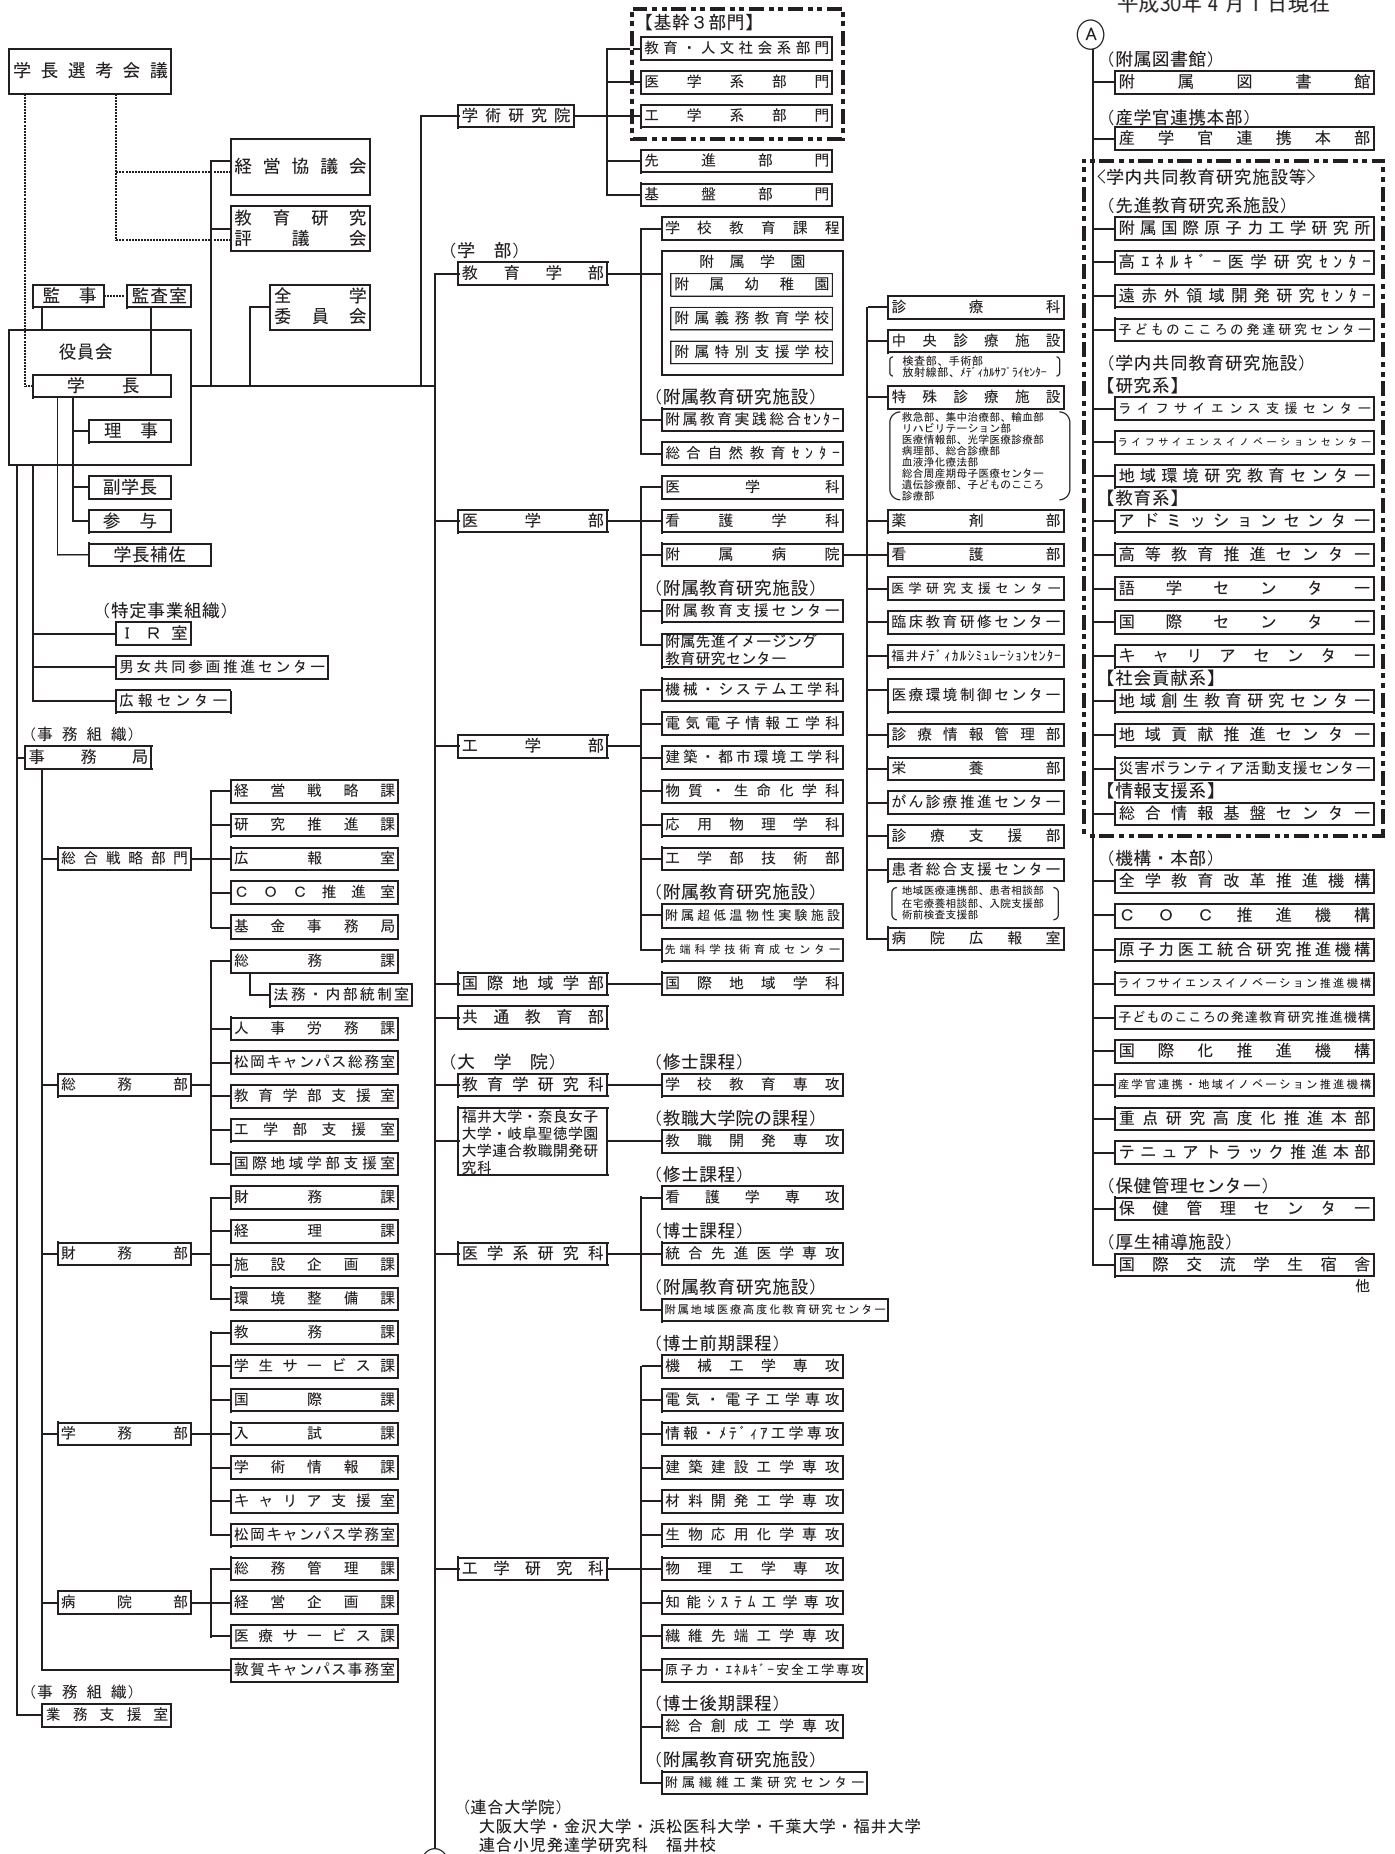 平成30年4月1日現在
学長選考会議
経営協議会
教育研究
評議会
監事
監査室
全学
委員会
役員会
学長
理事
副学長
参与
学長補佐
（特定事業組織）
ＩＲ室
男女共同参画推進センター
広報センター
（事務組織）
事務局
総合戦略部門
経営戦略課
研究推進課
広報室
ＣＯＣ推進室
基金事務局
総務部
総務課
法務・内部統制室
人事労務課
松岡キャンパス総務室
教育学部支援室
工学部支援室
国際地域学部支援室
財務部
財務課
経理課
施設企画課
環境整備課
学務部
教務課
学生サービス課
国際課
入試課
学術情報課
キャリア支援室
松岡キャンパス学務室
病院部
総務管理課
経営企画課
医療サービス課
敦賀キャンパス事務室
（事務組織）
業務支援室
学術研究院
【基幹３部門】
教育・人文社会系部門
医学系部門
工学系部門
先進部門
基盤部門
（学部）
教育学部
学校教育課程
附属学園
附属幼稚園
附属義務教育学校
附属特別支援学校
（附属教育研究施設）
附属教育実践総合ｾﾝﾀｰ
総合自然教育ｾﾝﾀｰ
医学部
医学科
看護学科
附属病院
（附属教育研究施設）
附属教育支援センター
附属先進イメージング
教育研究センター
工学部
機械・システム工学科
電気電子情報工学科
建築・都市環境工学科
物質・生命化学科
応用物理学科
工学部技術部
（附属教育研究施設）
附属超低温物性実験施設
先端科学技術育成センター
国際地域学部
国際地域学科
共通教育部
（大学院）
教育学研究科
（修士課程）
学校教育専攻
福井大学・奈良女子
大学・岐阜聖徳学園
大学連合教職開発研
究科
（教職大学院の課程）
教職開発専攻
医学系研究科
（修士課程）
看護学専攻
（博士課程）
統合先進医学専攻
（附属教育研究施設）
附属地域医療高度化教育研究センター
工学研究科
（博士前期課程）
機械工学専攻
電気・電子工学専攻
情報・ﾒﾃﾞｨｱ工学専攻
建築建設工学専攻
材料開発工学専攻
生物応用化学専攻
物理工学専攻
知能ｼｽﾃﾑ工学専攻
繊維先端工学専攻
原子力・ｴﾈﾙｷﾞｰ安全工学専攻
（博士後期課程）
総合創成工学専攻
（附属教育研究施設）
附属繊維工業研究センター
（連合大学院）
大阪大学・金沢大学・浜松医科大学・千葉大学・福井大学
連合小児発達学研究科　福井校
診療科
中央診療施設
検査部、手術部
放射線部、ﾒﾃﾞｨｶﾙｻﾌﾟﾗｲｾﾝﾀｰ
特殊診療施設
救急部、集中治療部、輸血部
リハビリテーション部
医療情報部、光学医療診療部
病理部、総合診療部
血液浄化療法部
総合周産期母子医療センター
遺伝診療部、子どものこころ
診療部
薬剤部
看護部
医学研究支援センター
臨床教育研修センター
福井ﾒﾃﾞｨｶﾙｼﾐｭﾚｰｼｮﾝｾﾝﾀｰ
医療環境制御センター
診療情報管理部
栄養部
がん診療推進センター
診療支援部
患者総合支援センター
地域医療連携部、患者相談部
在宅療養相談部、入院支援部
術前検査支援部
病院広報室
A
（附属図書館）
附属図書館
（産学官連携本部）
産学官連携本部
〈学内共同教育研究施設等〉
（先進教育研究系施設）
附属国際原子力工学研究所
高ｴﾈﾙｷﾞｰ医学研究ｾﾝﾀｰ
遠赤外領域開発研究ｾﾝﾀｰ
子どものこころの発達研究センター
（学内共同教育研究施設）
【研究系】
ライフサイエンス支援センター
ライフサイエンスイノベーションセンター
地域環境研究教育センター
【教育系】
アドミッションセンター
高等教育推進センター
語学センター
国際センター
キャリアセンター
【社会貢献系】
地域創生教育研究センター
地域貢献推進センター
災害ボランティア活動支援センター
【情報支援系】
総合情報基盤センター
（機構・本部）
全学教育改革推進機構
ＣＯＣ推進機構
原子力医工統合研究推進機構
ライフサイエンスイノベーション推進機構
子どものこころの発達教育研究推進機構
国際化推進機構
産学官連携・地域イノベーション推進機構
重点研究高度化推進本部
テニュアトラック推進本部
（保健管理センター）
保健管理センター
（厚生補導施設）
国際交流学生宿舎
他